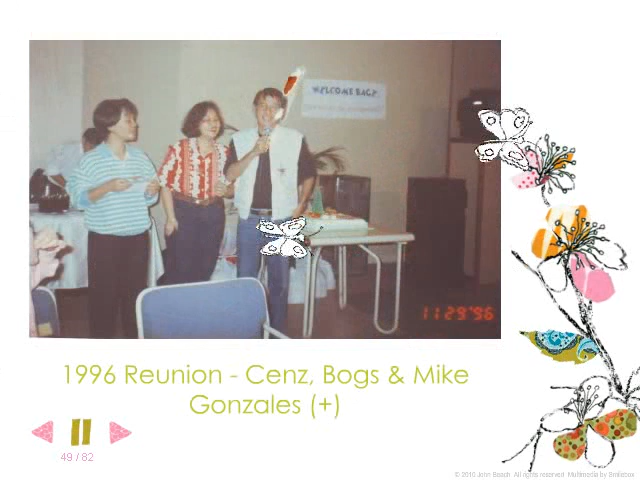 WELCOME BACK
11 29 '96
1996 Reunion - Cenz, Bogs & Mike
Gonzales (+)
49 / 82
© 2010 John Beach All rights reserved Multimedia by Smilebox